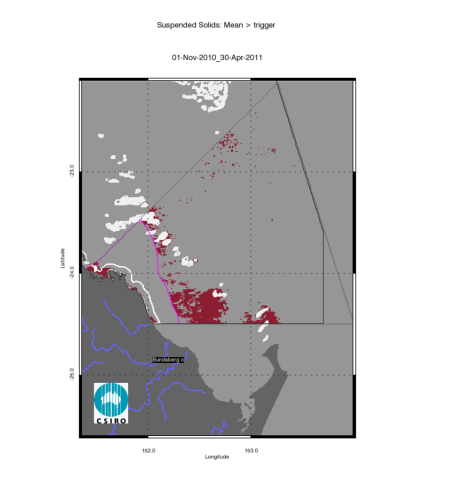 Suspended Solids: Mean > trigger
01-Nov-2010_30-Apr-2011
-23.0
Latitude
-24.0
Bundaberg o
-25.0
CSIRO
152.0
153.0
Longitude